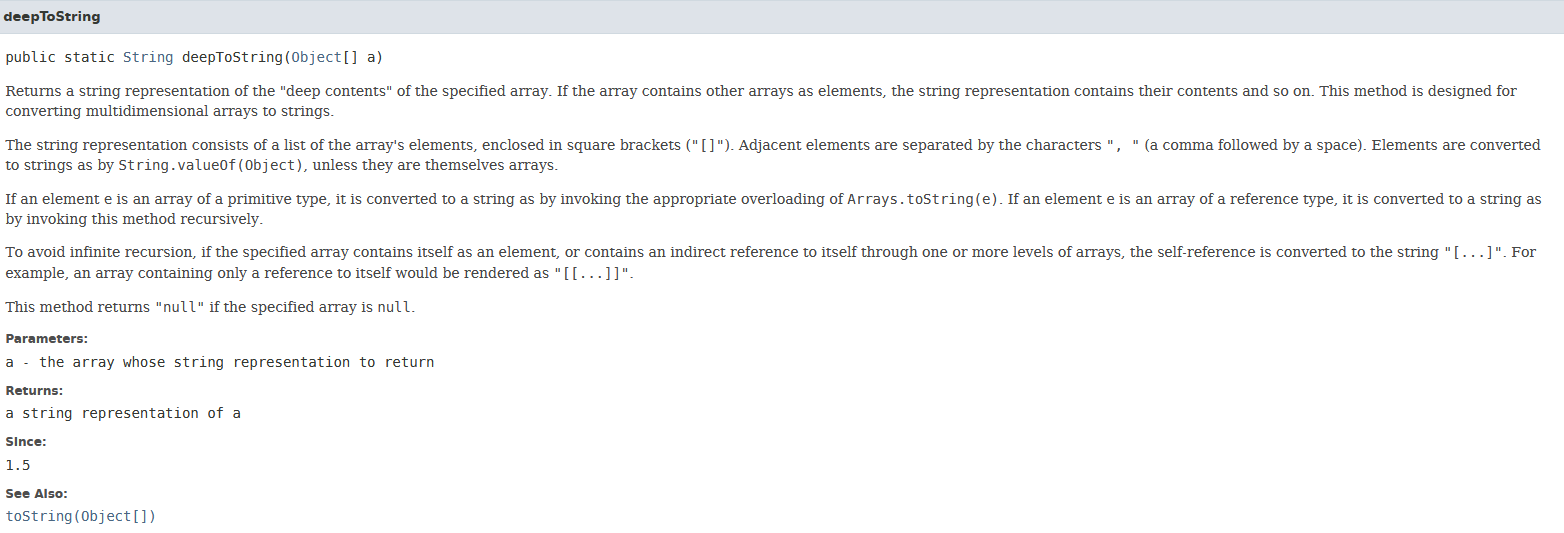 deepToString
public static String deepToString(Object[] a)
Returns a string representation of the "deep contents" of the specified array. If the array contains other arrays as elements, the string representation contains their contents and so on. This method is designed for
converting multidimensional arrays to strings.
The string representation consists of a list of the array's elements, enclosed in square brackets ("[]"). Adjacent elements are separated by the characters ", " (a comma followed by a space). Elements are converted
to strings as by String.valueOf(Object), unless they are themselves arrays.
If an element e is an array of a primitive type, it is converted to a string as by invoking the appropriate overloading of Arrays.toString(e). If an element e is an array of a reference type, it is converted to a string as
by invoking this method recursively.
To avoid infinite recursion, if the specified array contains itself as an element, or contains an indirect reference to itself through one or more levels of arrays, the self-reference is converted to the string "[...]". For
example, an array containing only a reference to itself would be rendered as "[[...]]".
This method returns "null" if the specified array is null.
Parameters:
a - the array whose string representation to return
Returns:
a string representation of a
Since:
1.5
See Also:
toString(Object[])